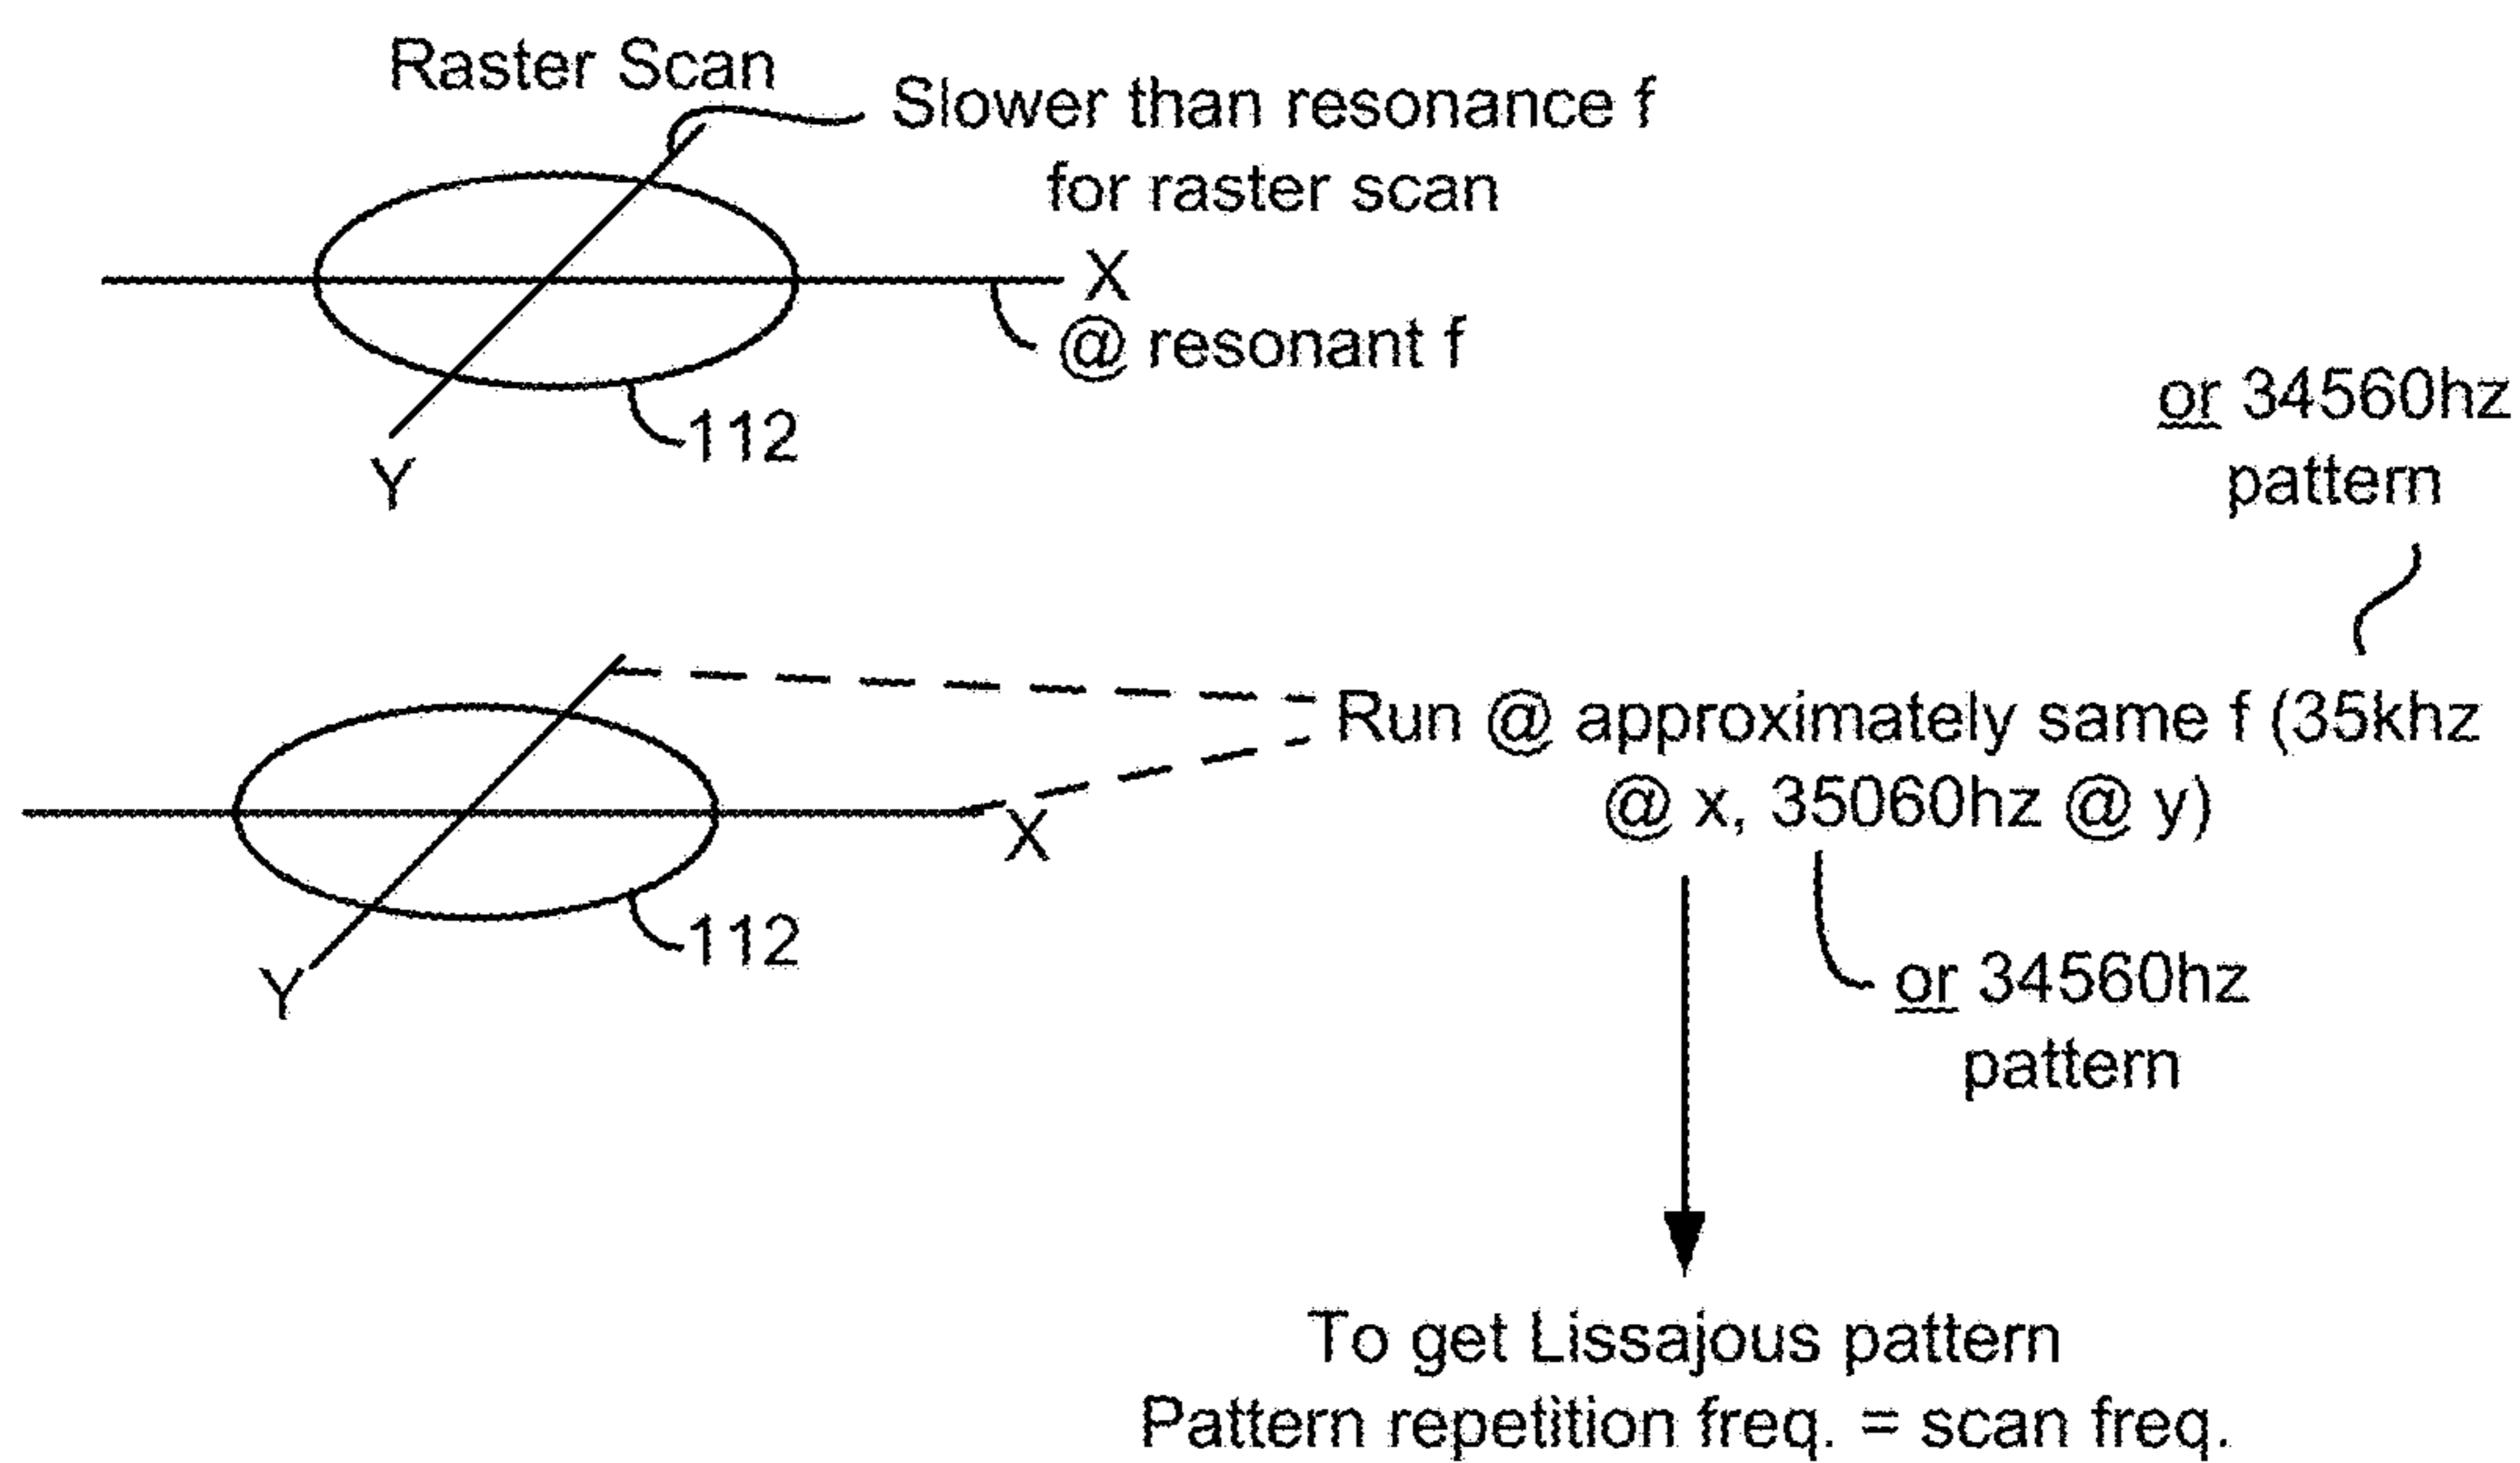 Raster Scan
Slower than resonance f
for raster scan
X
@ resonant f
112
Y
or 34560hz
pattern
Run @ approximately same f (35khz
@ x, 35060hz @ y)
X
112
Y
or 34560hz
pattern
To get Lissajous pattern
Pattern repetition freq. = scan freq.